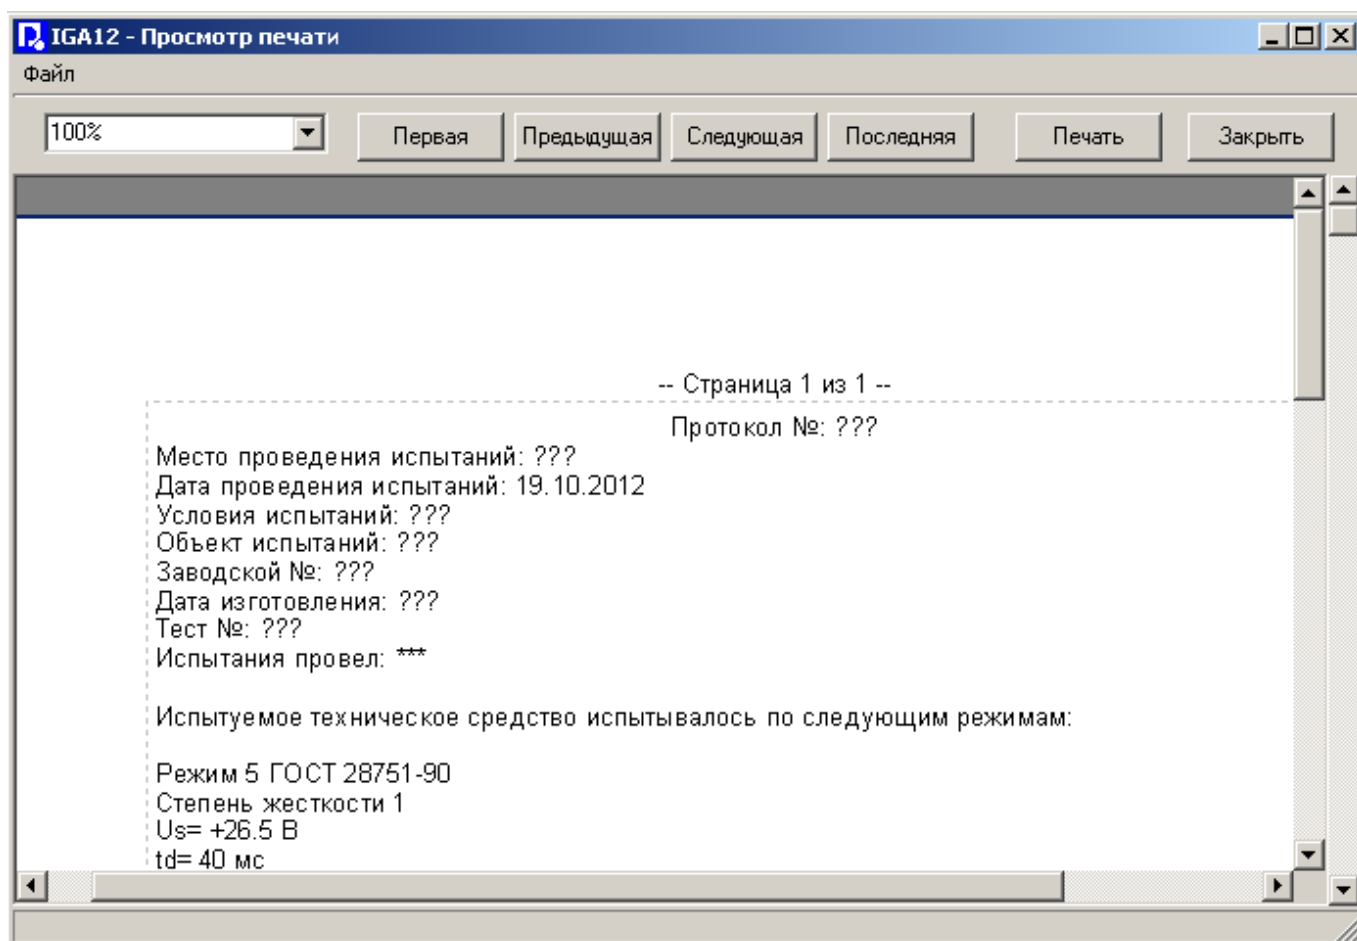 IGA12 - Просмотр печати
Файл
100% Первая Предыдущая Следующая Последняя Печать Закрыть
-- Страница 1 из 1 --
Протокол №: ???
Место проведения испытаний: ???
Дата проведения испытаний: 19.10.2012
Условия испытаний: ???
Объект испытаний: ???
Заводской №: ???
Дата изготовления: ???
Тест №: ???
Испытания провел: ***
Испытуемое техническое средство испытывалось по следующим режимам:
Режим 5 ГОСТ 28751-90
Степень жесткости 1
Us= +26.5 В
td= 40 мс